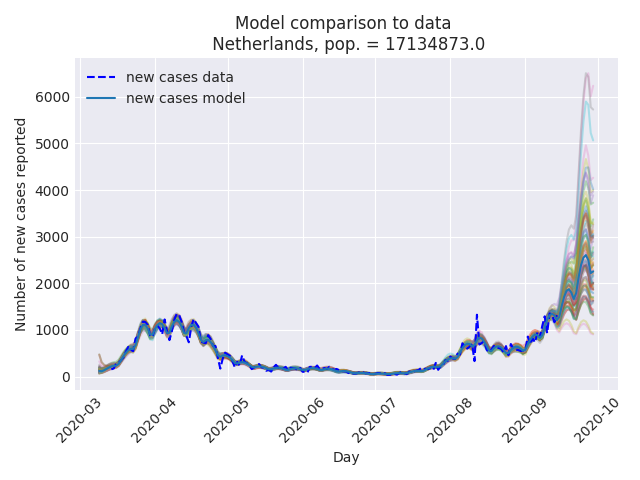 Model comparison to data
Netherlands, pop. = 17134873.0
new cases data
new cases model
Number of new cases reported
6000
5000
4000
3000
2000
1000
0
2020-03
2020-04
2020-05
2020-06
2020-07
2020-08
2020-09
2020-10
Day